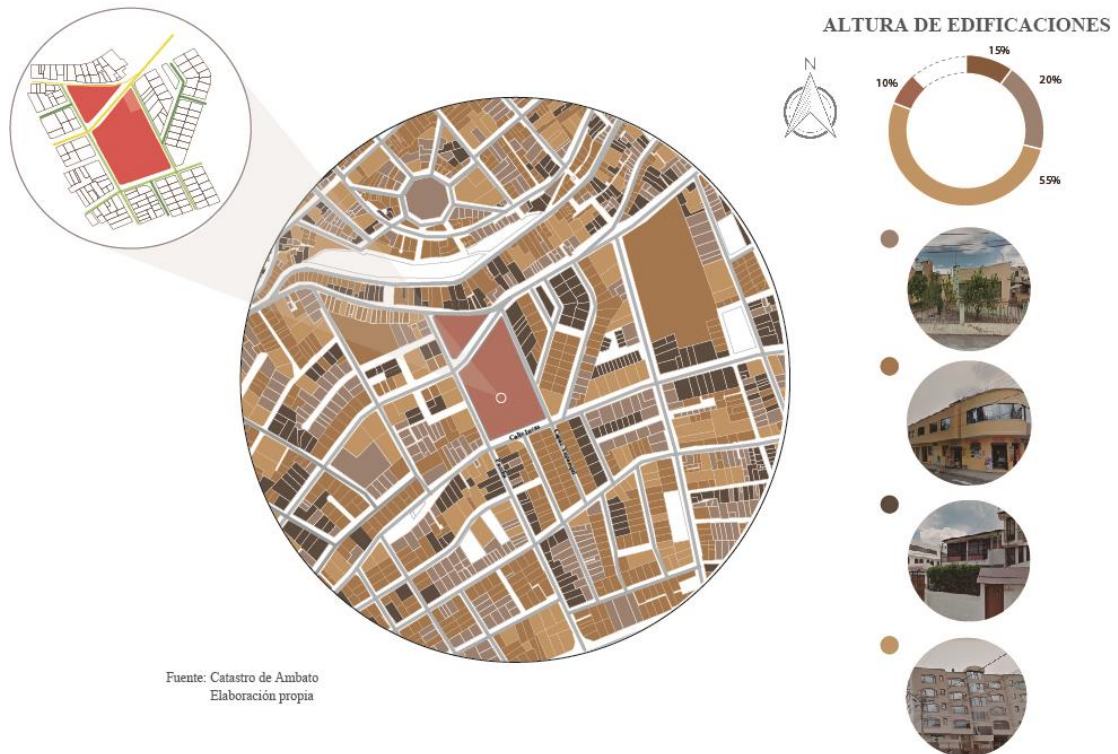 ALTURA DE EDIFICACIONES
15%
N
10%
20%
55%
Fuente: Catastro de Ambato
Elaboración propia